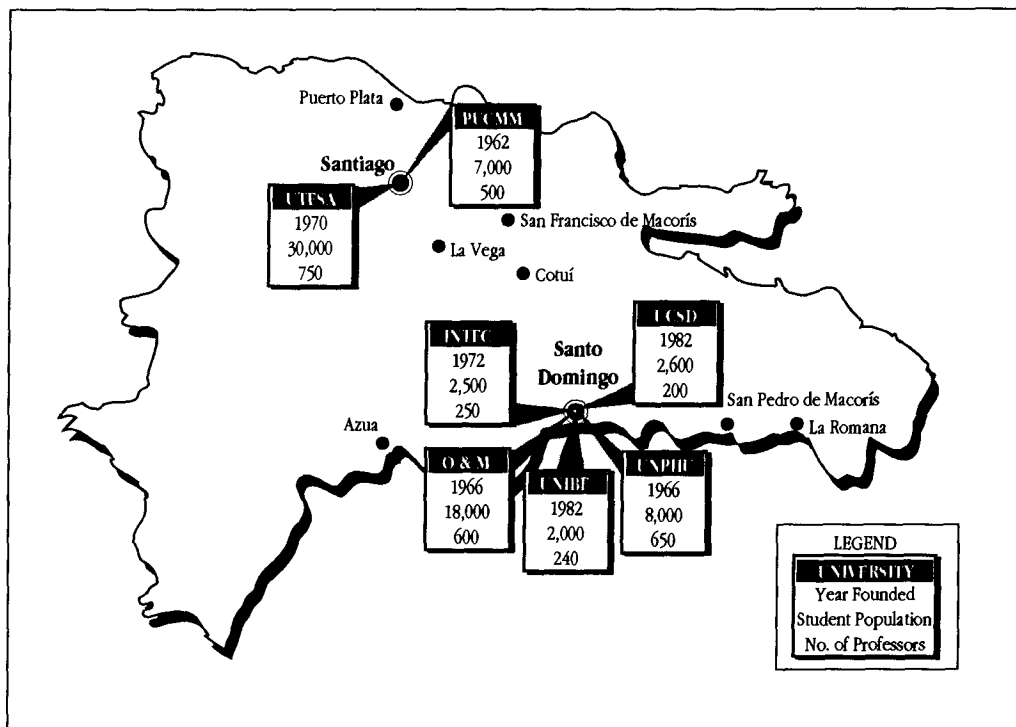 Puerto Plata
PUCMM
1962
7,000
500
Santiago
UTESA
1970
30,000
750
San Francisco de Macorís
La Vega
Cotuí
INTEC
1972
2,500
250
Santo
Domingo
UCSD
1982
2,600
200
San Pedro de Macorís
La Romana
Azua
O & M
1966
18,000
600
UNIBE
1982
2,000
240
UNPHU
1966
8,000
650
LEGEND
UNIVERSITY
Year Founded
Student Population
No. of Professors